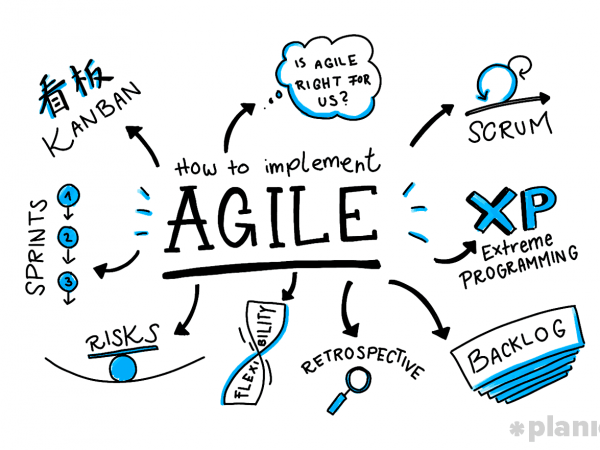 IS AGILE
RIGHT FOR
US?
看板
KANBAN
SCRUM
How to implement
AGILE
SPRINTS
1
2
3
XP
Extreme
PROGRAMMING
RISKS
FLEXIBILITY
RETROSPECTIVE
BACKLOG